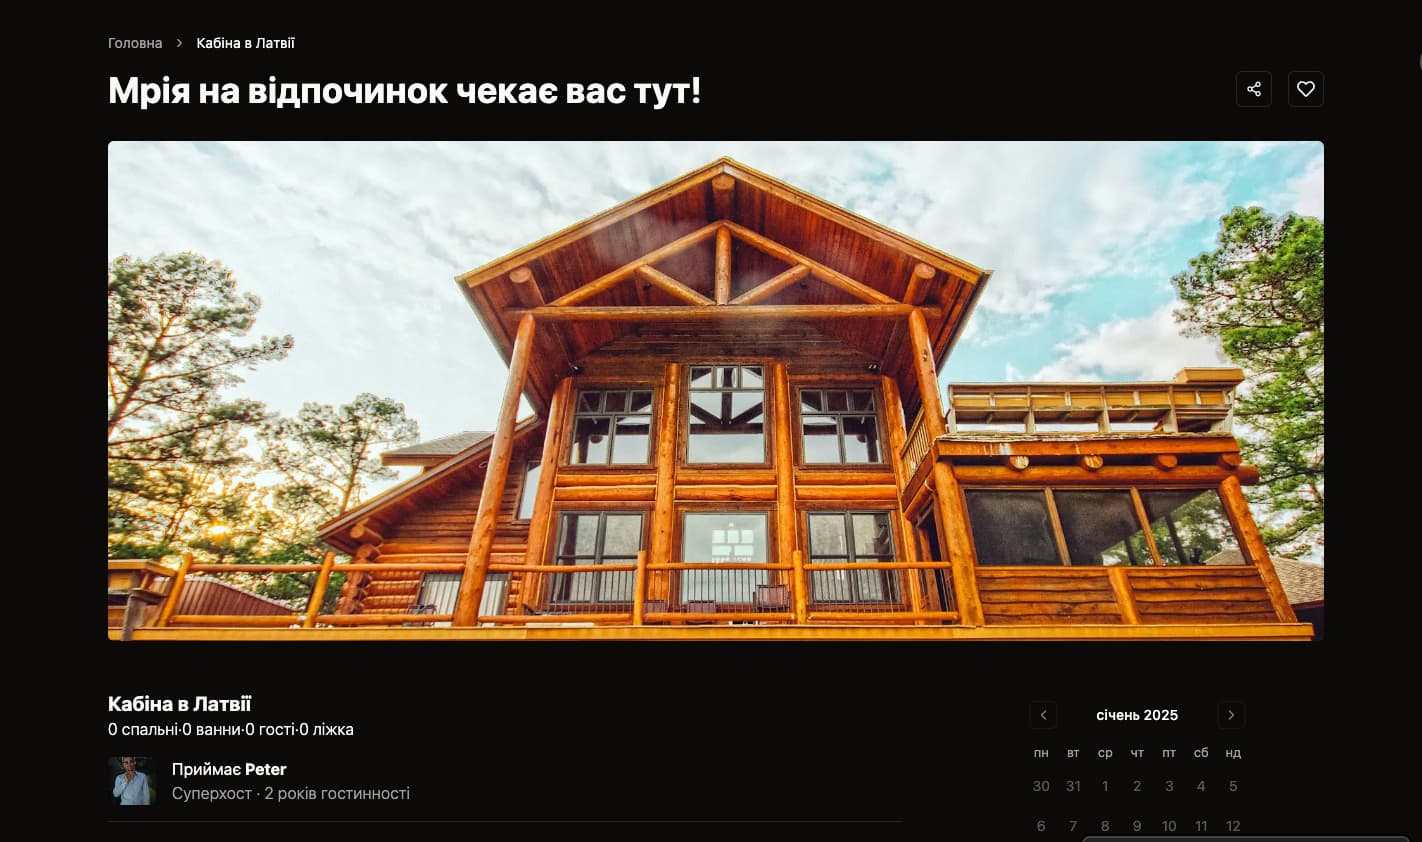 Головна > Кабіна в Латвії
Мрія на відпочинок чекає вас тут!
Кабіна в Латвії
0 спальні·0 ванни·0 гості·0 ліжка
Приймає Peter
Суперхост · 2 років гостинності
січень 2025
пн вт ср чт пт сб нд
30 31 1 2 3 4 5
6 7 8 9 10 11 12